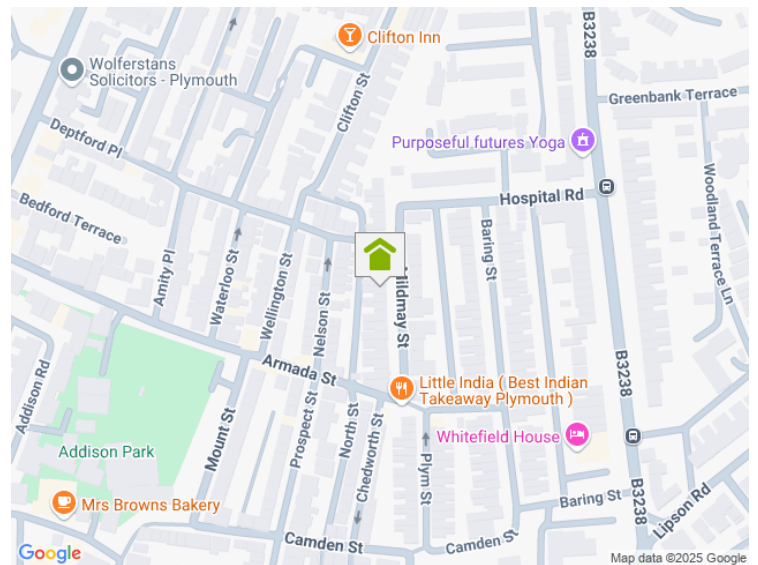 Clifton Inn
B3238
Wolferstans
Solicitors - Plymouth
Clifton St
Greenbank Terrace
Deptford Pl
Purposeful futures Yoga
Hospital Rd
Bedford Terrace
Amity Pl
Waterloo St
Wellington St
Nelson St
Mildmay St
Baring St
Woodland Terrace Ln
Armada St
B3238
Addison Rd
Little India ( Best Indian
Takeaway Plymouth )
Mount St
Prospect St
North St
Chedworth St
Plym St
Whitefield House
Addison Park
Mrs Browns Bakery
Baring St
B3238
Lipson Rd
Camden St
Camden St
Google
Map data ©2025 Google